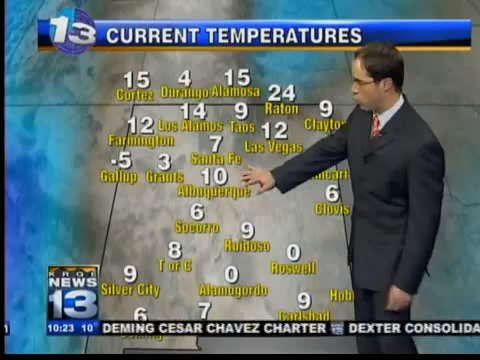 13 CURRENT TEMPERATURES
15 4 15
Cortez Durango Alamosa
24
Raton
14 9 9
Los Alamos Taos Clayton
12 12
Farmington Las Vegas
7
Santa Fe
-5 3 10
Gallup Grants Albuquerque
6
Clovis
6
Socorro
9
Ruidoso
8 0
T or C Roswell
9 0
Silver City Alamogordo
Hob
6 7 9
Carlsbad
KRQE
NEWS
13
10:23 10° DEMING CESAR CHAVEZ CHARTER DEXTER CONSOLIDA